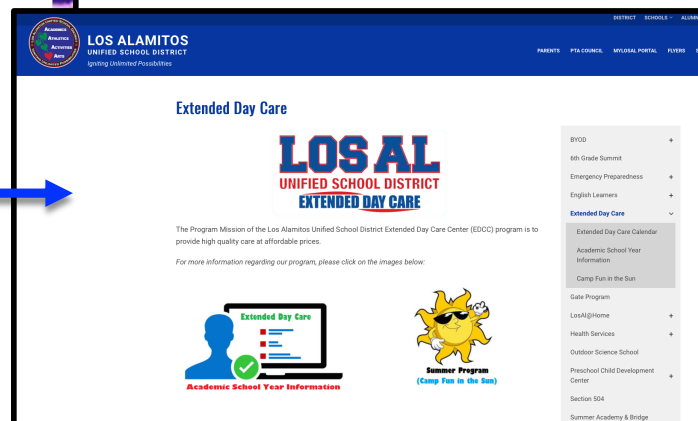 DISTRICT SCHOOLS ALUMN
ACADEMICS
ATHLETICS
ACTIVITIES
ARTS
LOS ALAMITOS
UNIFIED SCHOOL DISTRICT
Igniting Unlimited Possibilities
PARENTS PTA COUNCIL MYLOSAL PORTAL FLYERS S
Extended Day Care
LOS AL
UNIFIED SCHOOL DISTRICT
EXTENDED DAY CARE
The Program Mission of the Los Alamitos Unified School District Extended Day Care Center (EDCC) program is to
provide high quality care at affordable prices.
For more information regarding our program, please click on the images below:
Extended Day Care
Academic School Year Information
Summer Program
(Camp Fun in the Sun)
BYOD +
6th Grade Summit
Emergency Preparedness +
English Learners +
Extended Day Care
Extended Day Care Calendar
Academic School Year
Information
Camp Fun in the Sun
Gate Program
LosAl@Home +
Health Services +
Outdoor Science School
Preschool Child Development
Center +
Section 504
Summer Academy & Bridge